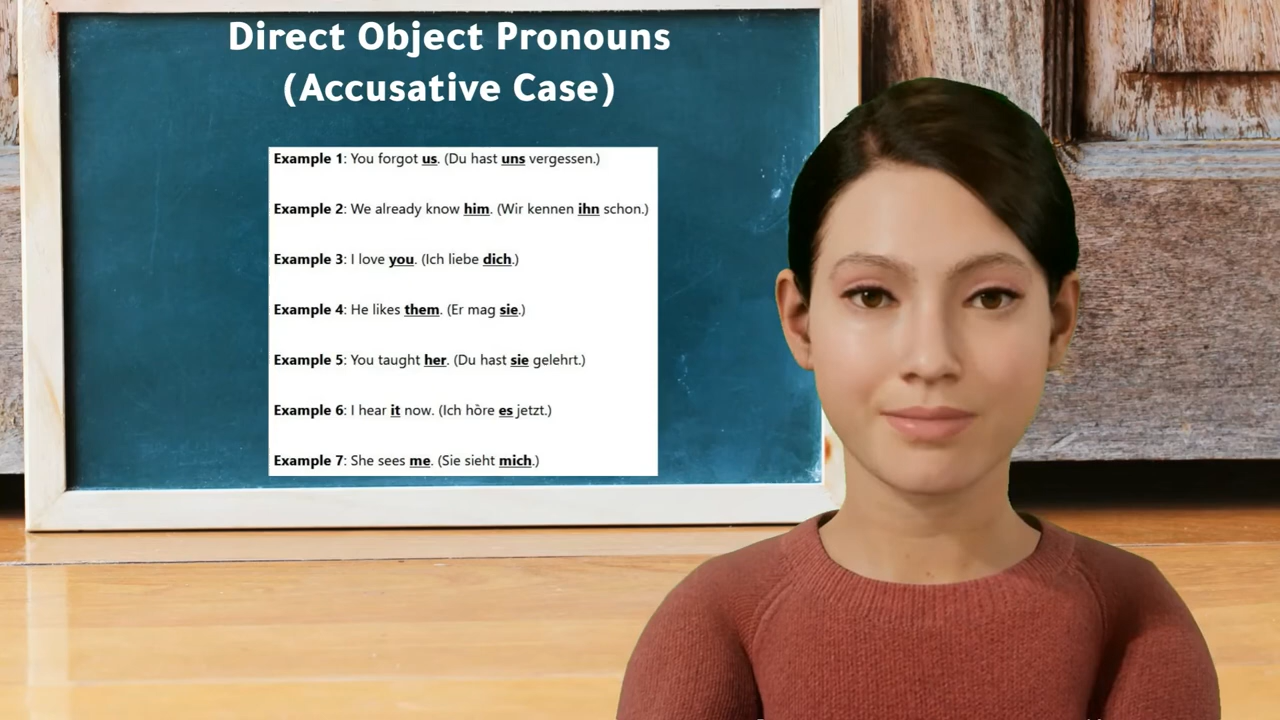 Direct Object Pronouns
(Accusative Case)
Example 1: You forgot us. (Du hast uns vergessen.)
Example 2: We already know him. (Wir kennen ihn schon.)
Example 3: I love you. (Ich liebe dich.)
Example 4: He likes them. (Er mag sie.)
Example 5: You taught her. (Du hast sie gelehrt.)
Example 6: I hear it now. (Ich höre es jetzt.)
Example 7: She sees me. (Sie sieht mich.)